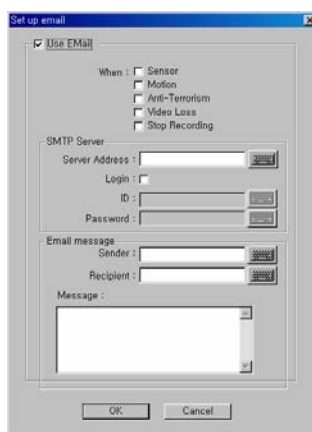 Set up email
Use EMail
When : Sensor
Motion
Anti-Terrorism
Video Loss
Stop Recording
SMTP Server
Server Address :
Login :
ID :
Password :
Email message
Sender :
Recipient :
Message :
OK Cancel